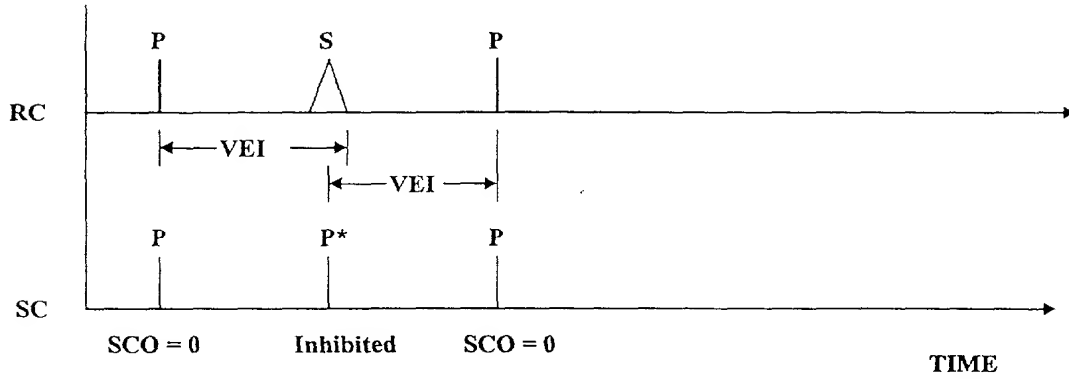 P S P
RC
VEI
VEI
P P* P
SC
SCO = 0 Inhibited SCO = 0
TIME